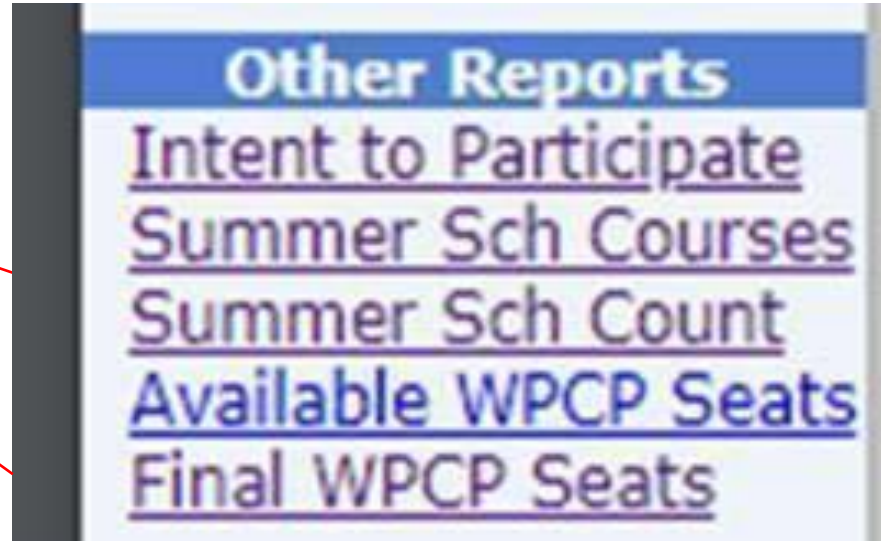 Other Reports
Intent to Participate
Summer Sch Courses
Summer Sch Count
Available WPCP Seats
Final WPCP Seats